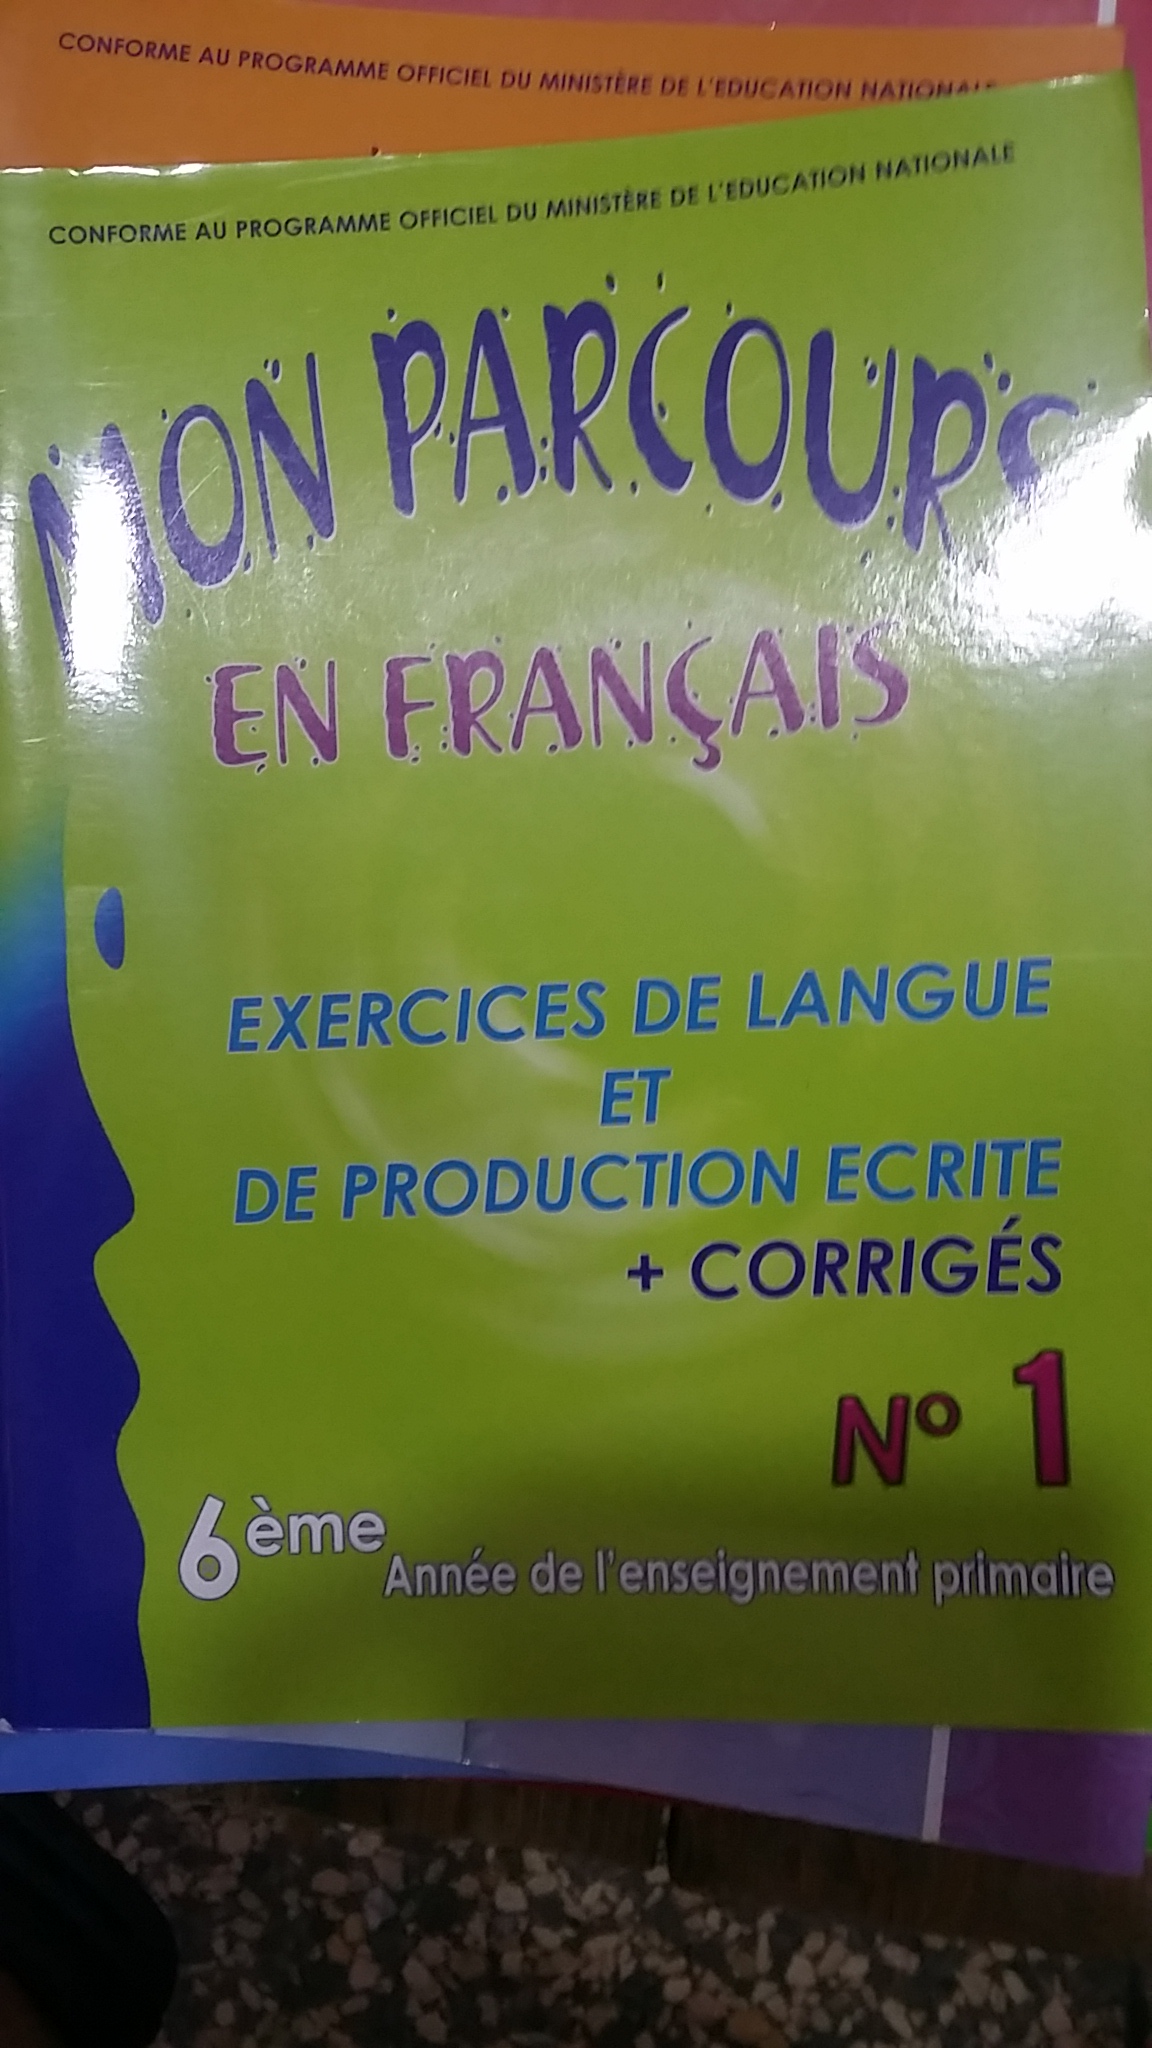 CONFORME AU PROGRAMME OFFICIEL DU MINISTÈRE DE L'EDUCATION NATIONALE
CONFORME AU PROGRAMME OFFICIEL DU MINISTÈRE DE L'EDUCATION NATIONALE
MON PARCOURS
EN FRANÇAIS
EXERCICES DE LANGUE
ET
DE PRODUCTION ECRITE
+ CORRIGÉS
N° 1
6ème Année de l'enseignement primaire